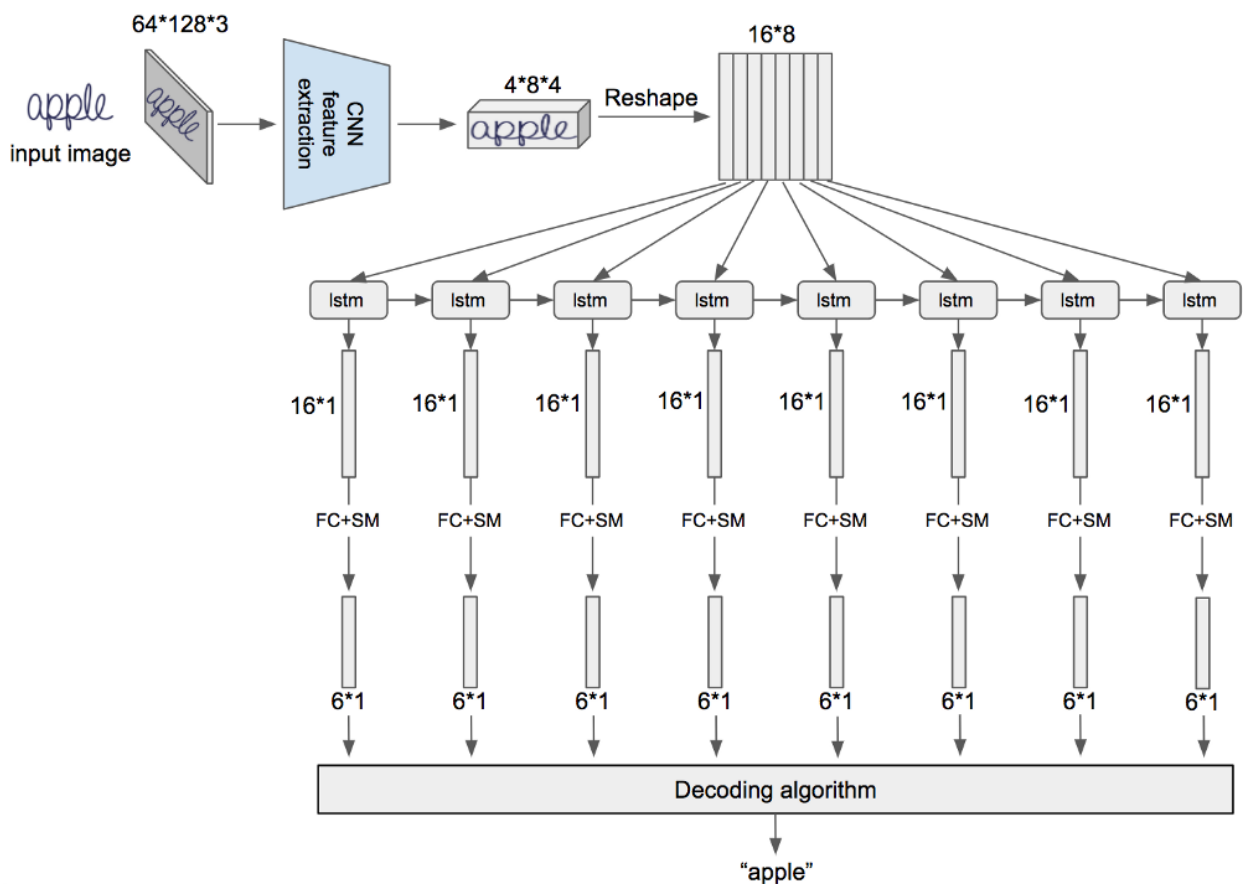 64*128*3
apple
input image
apple
CNN
feature
extraction
4*8*4
apple
Reshape
16*8
lstm lstm lstm lstm lstm lstm lstm lstm
16*1 16*1 16*1 16*1 16*1 16*1 16*1 16*1
FC+SM FC+SM FC+SM FC+SM FC+SM FC+SM FC+SM FC+SM
6*1 6*1 6*1 6*1 6*1 6*1 6*1 6*1
Decoding algorithm
“apple”